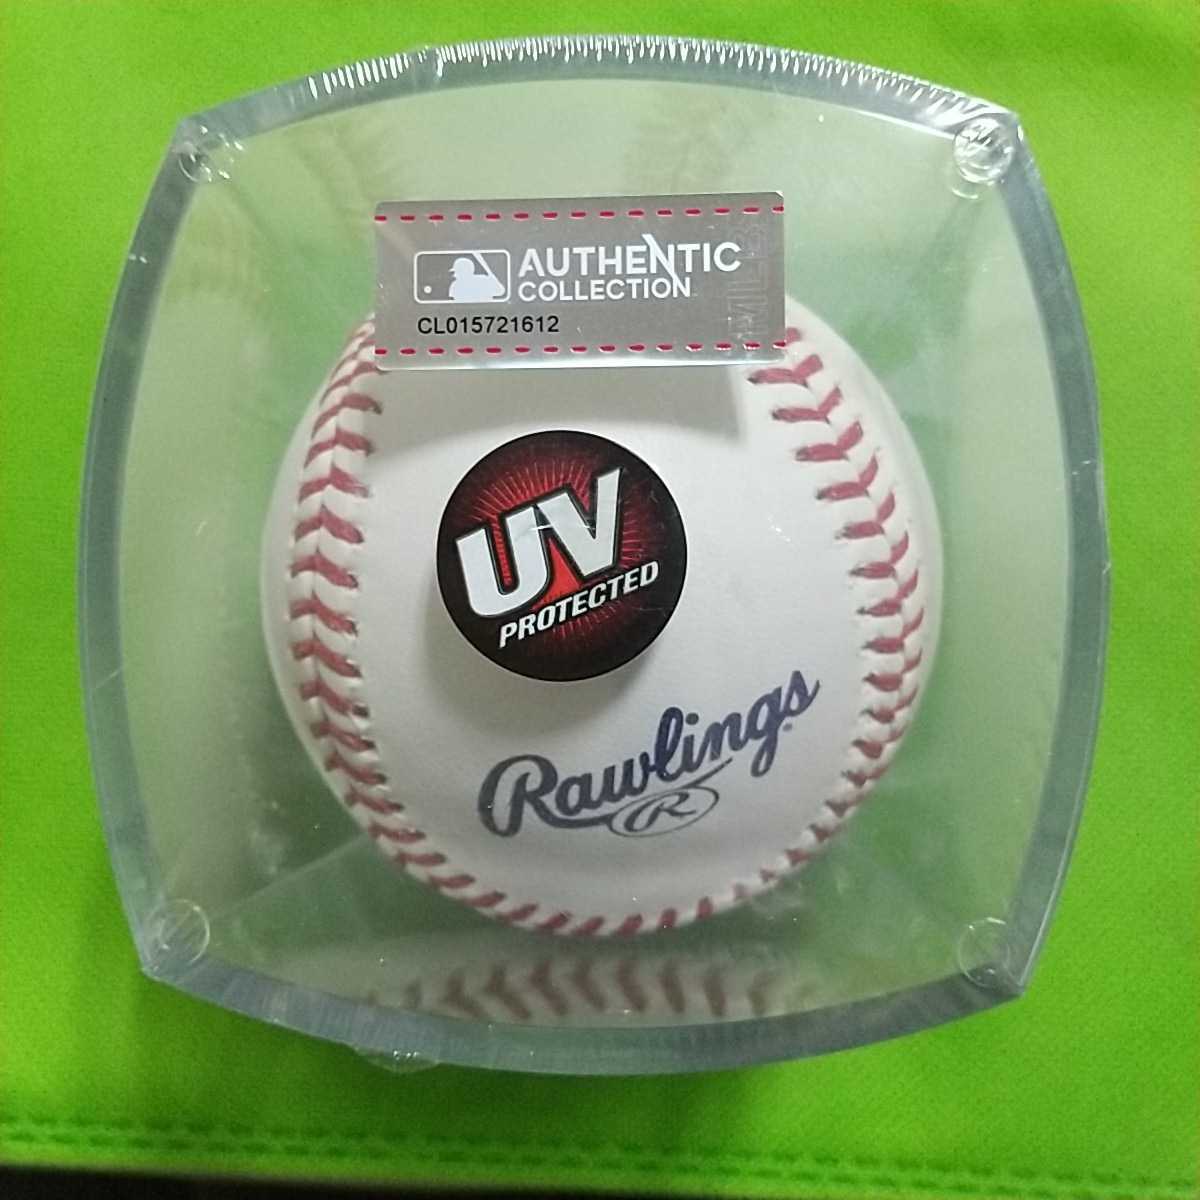 AUTHENTIC
COLLECTION
CL015721612
UV
PROTECTED
Rawlings
R